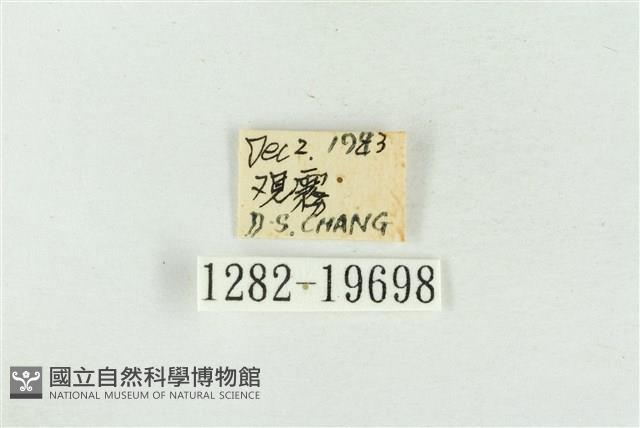 Dec 2. 1983
观霧
D.S. CHANG
1282-19698
國立自然科學博物館
NATIONAL MUSEUM OF NATURAL SCIENCE